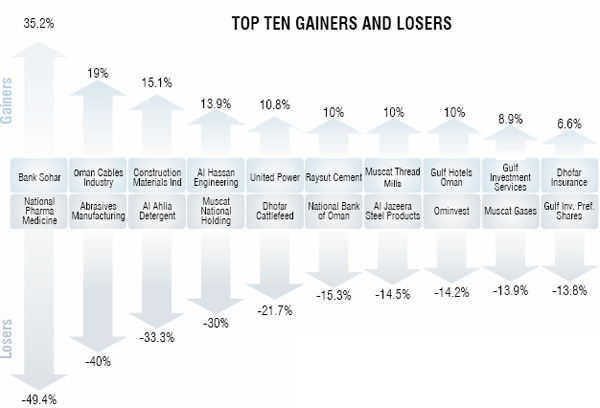 TOP TEN GAINERS AND LOSERS
Gainers
35.2%
19%
15.1%
13.9%
10.8%
10%
10%
10%
8.9%
6.6%
Bank Sohar
Oman Cables
Industry
Construction
Materials Ind
Al Hassan
Engineering
United Power
Raysut Cement
Muscat Thread
Mills
Gulf Hotels
Oman
Gulf
Investment
Services
Dhofar
Insurance
National
Pharma
Medicine
Abrasives
Manufacturing
Al Ahlia
Detergent
Muscat
National
Holding
Dhofar
Cattlefeed
National Bank
of Oman
Al Jazeera
Steel Products
Ominvest
Muscat Gases
Gulf Inv. Pref.
Shares
Losers
-49.4%
-40%
-33.3%
-30%
-21.7%
-15.3%
-14.5%
-14.2%
-13.9%
-13.8%